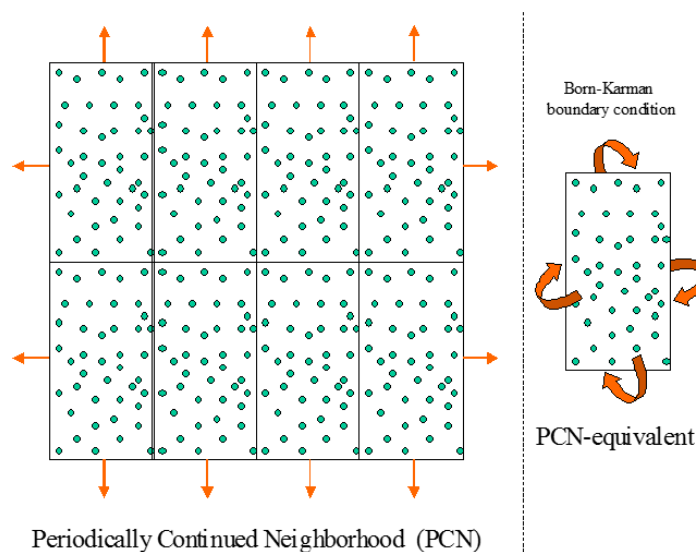 Born-Karman
boundary condition
PCN-equivalent
Periodically Continued Neighborhood (PCN)